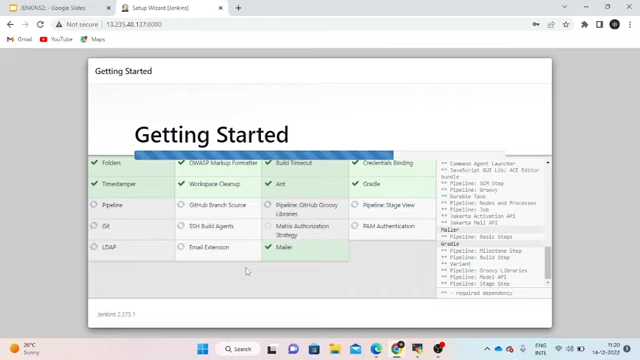 JENKINS2: - Google Slides
Setup Wizard [Jenkins]
Not secure 13.235.48.137:8080
Gmail
YouTube
Maps
Getting Started
Getting Started
Folders
OWASP Markup Formatter
Build Timeout
Credentials Binding
Timestamper
Workspace Cleanup
Ant
Gradle
Pipeline
GitHub Branch Source
Pipeline: GitHub Groovy
Libraries
Pipeline: Stage View
Git
SSH Build Agents
Matrix Authorization
Strategy
PAM Authentication
LDAP
Email Extension
Mailer
** Command Agent Launcher
** JavaScript GUI Lib: ACE Editor
bundle
** Pipeline: SCM Step
** Pipeline: Groovy
** Durable Task
** Pipeline: Nodes and Processes
** Pipeline: Job
** Jakarta Activation API
** Jakarta Mail API
Mailer
** Pipeline: Basic Steps
Gradle
** Pipeline: Milestone Step
** Pipeline: Build Step
** Variant
** Pipeline: Groovy Libraries
** Pipeline: Model API
** Pipeline: Stage Step
** - required dependency
Jenkins 2.375.1
26°C
Sunny
Search
ENG
INTL
11:20
14-12-2022